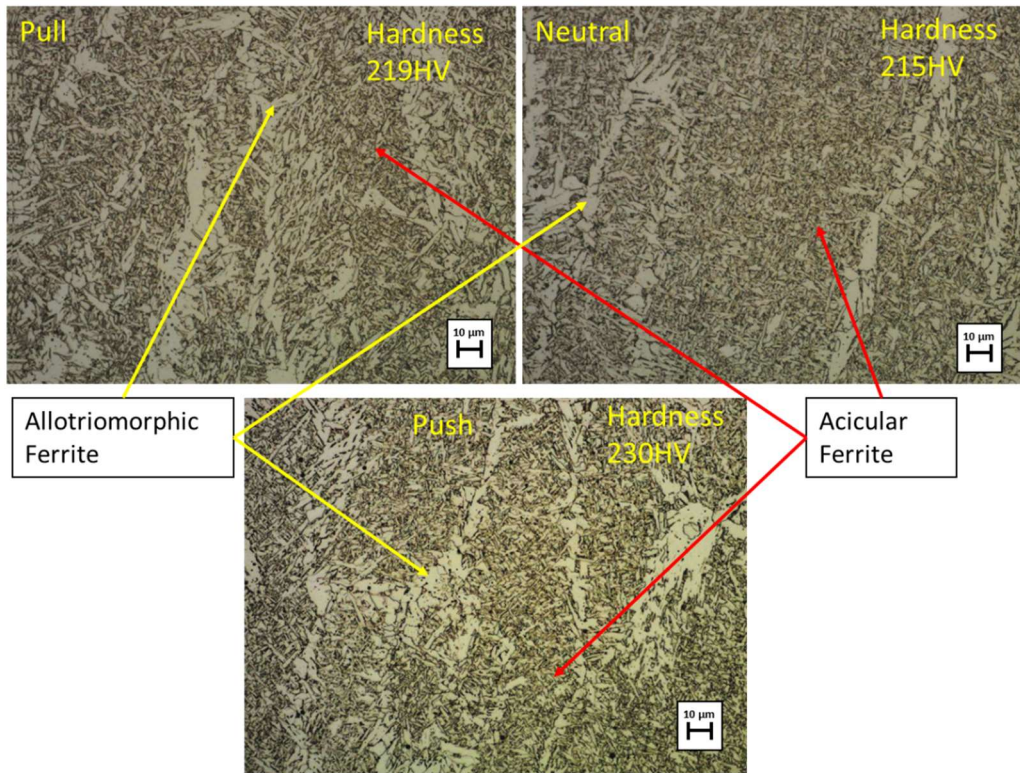 Pull
Hardness
219HV
Neutral
Hardness
215HV
10 μm
10 μm
Allotriomorphic
Ferrite
Push
Hardness
230HV
Acicular
Ferrite
10 μm